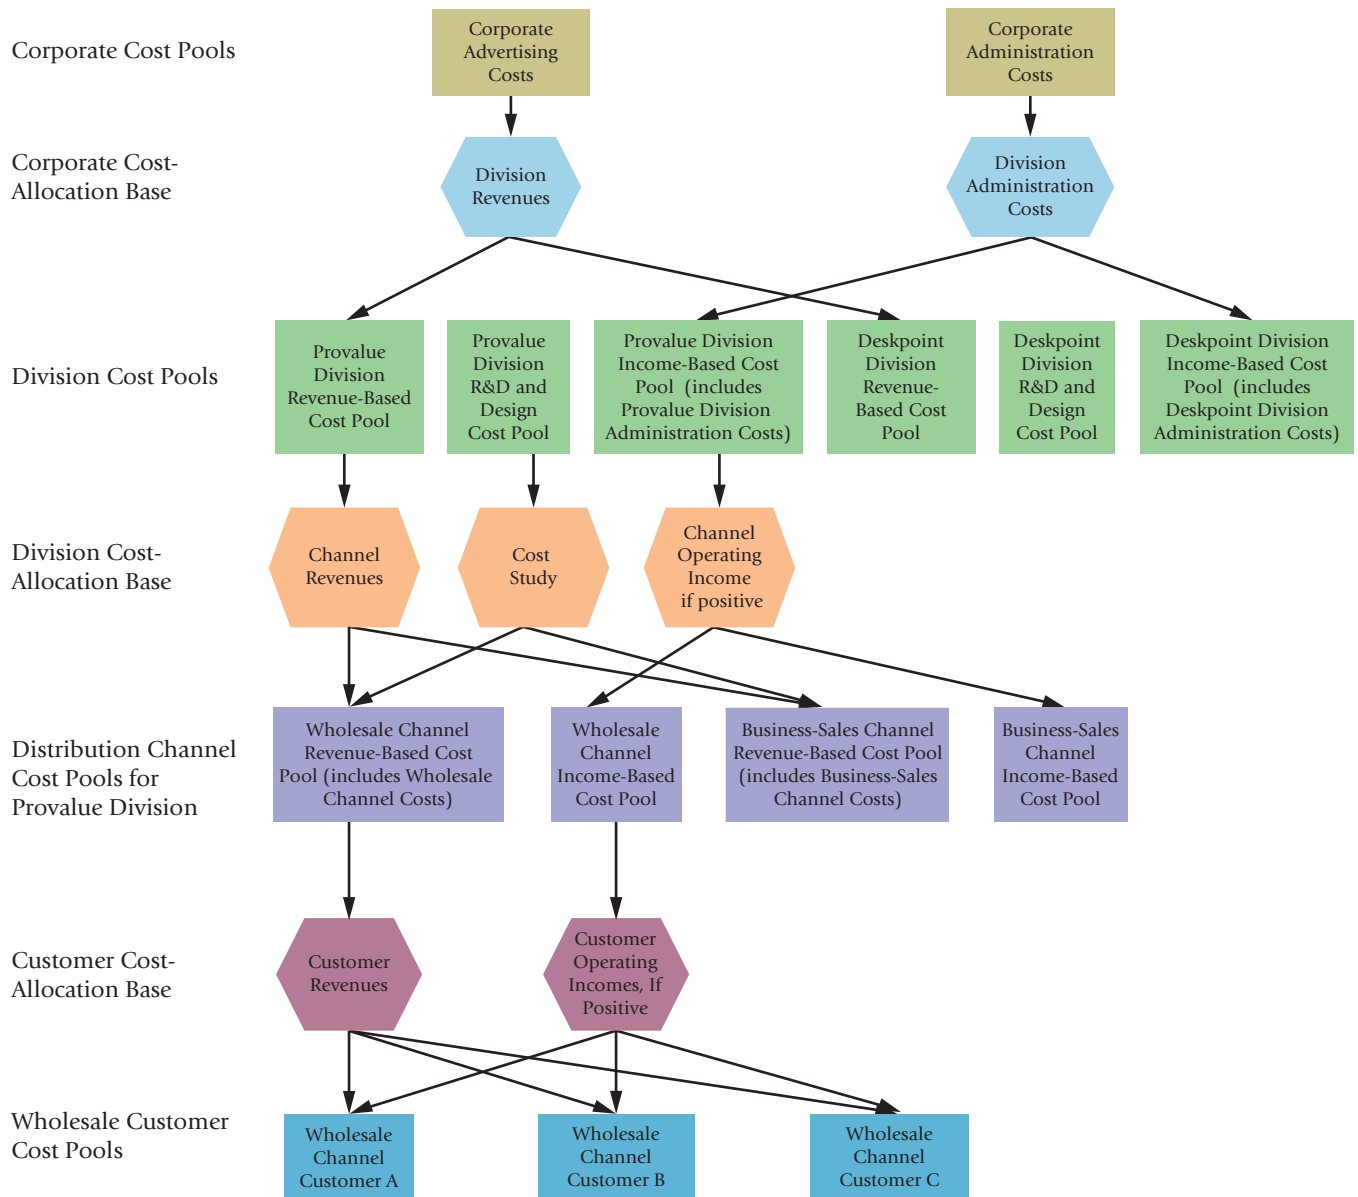 Corporate Cost Pools
Corporate
Advertising
Costs
Corporate
Administration
Costs
Corporate Cost-
Allocation Base
Division
Revenues
Division
Administration
Costs
Division Cost Pools
Provalue
Division
Revenue-Based
Cost Pool
Provalue
Division
R&D and
Design
Cost Pool
Provalue Division
Income-Based Cost
Pool (includes
Provalue Division
Administration Costs)
Deskpoint
Division
Revenue-
Based Cost
Pool
Deskpoint
Division
R&D and
Design
Cost Pool
Deskpoint Division
Income-Based Cost
Pool (includes
Deskpoint Division
Administration Costs)
Division Cost-
Allocation Base
Channel
Revenues
Cost
Study
Channel
Operating
Income
if positive
Distribution Channel
Cost Pools for
Provalue Division
Wholesale Channel
Revenue-Based Cost
Pool (includes Wholesale
Channel Costs)
Wholesale
Channel
Income-Based
Cost Pool
Business-Sales Channel
Revenue-Based Cost Pool
(includes Business-Sales
Channel Costs)
Business-Sales
Channel
Income-Based
Cost Pool
Customer Cost-
Allocation Base
Customer
Revenues
Customer
Operating
Incomes, If
Positive
Wholesale Customer
Cost Pools
Wholesale
Channel
Customer A
Wholesale
Channel
Customer B
Wholesale
Channel
Customer C